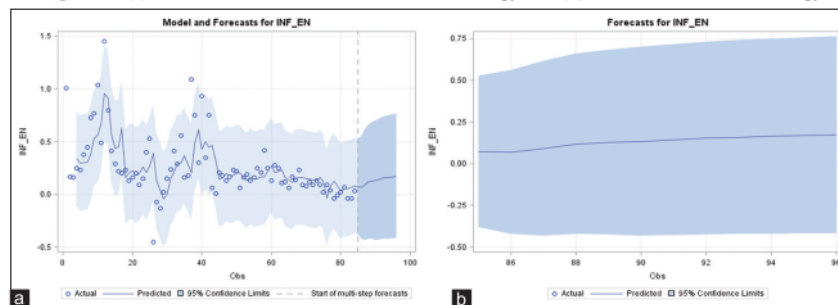 Model and Forecasts for INF_EN
1.5
1.0
0.5
0.0
-0.5
INF_EN
0 20 40 60 80 100
Obs
Actual Predicted 95% Confidence Limits Start of multi-step forecasts
a
Forecasts for INF_EN
0.75
0.50
0.25
0.00
-0.25
-0.50
INF_EN
86 88 90 92 94 96
Obs
Actual Predicted 95% Confidence Limits
b